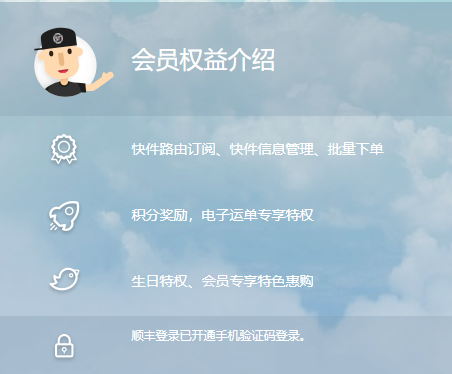 会员权益介绍
快件路由订阅、快件信息管理、批量下单
积分奖励，电子运单专享特权
生日特权、会员专享特色惠购
顺丰登录已开通手机验证码登录。